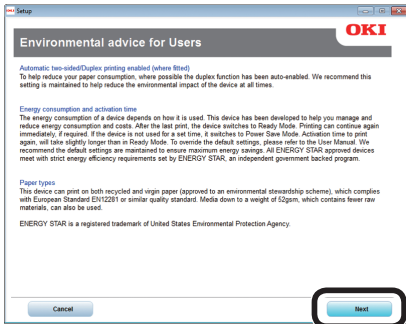 OKI Setup
OKI
Environmental advice for Users
Automatic two-sided/Duplex printing enabled (where fitted)
To help reduce your paper consumption, where possible the duplex function has been auto-enabled. We recommend this
setting is maintained to help reduce the environmental impact of the device at all times.
Energy consumption and activation time
The energy consumption of a device depends on how it is used. This device has been developed to help you manage and
reduce energy consumption and costs. After the last print, the device switches to Ready Mode. Printing can continue again
immediately, if required. If the device is not used for a set time, it switches to Power Save Mode. Activation time to print
again, will take slightly longer than in Ready Mode. To override the default settings, please refer to the User Manual. We
recommend the default settings are maintained to ensure maximum energy savings. All ENERGY STAR approved devices
meet with strict energy efficiency requirements set by ENERGY STAR, an independent government backed program.
Paper types
This device can print on both recycled and virgin paper (approved to an environmental stewardship scheme), which complies
with European Standard EN12281 or similar quality standard. Media down to a weight of 52gsm, which contains fewer raw
materials, can also be used.
ENERGY STAR is a registered trademark of United States Environmental Protection Agency.
Cancel
Next